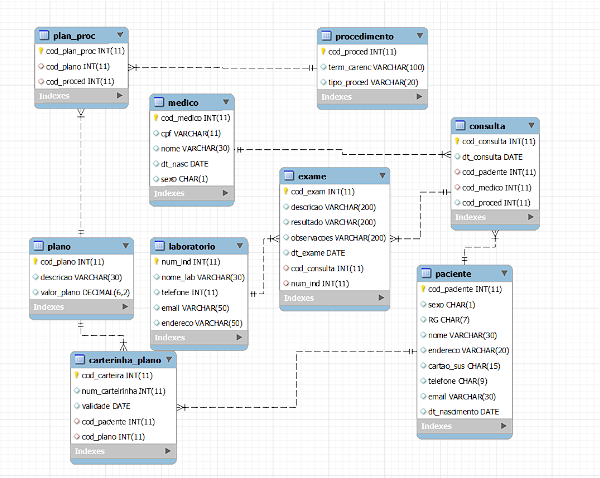 plan_proc
cod_plan_proc INT(11)
cod_plano INT(11)
cod_proced INT(11)
Indexes
procedimento
cod_proced INT(11)
term_carenc VARCHAR(100)
tipo_proced VARCHAR(20)
Indexes
medico
cod_medico INT(11)
cpf VARCHAR(11)
nome VARCHAR(30)
dt_nasc DATE
sexo CHAR(1)
Indexes
consulta
cod_consulta INT(11)
dt_consulta DATE
cod_paciente INT(11)
cod_medico INT(11)
cod_proced INT(11)
Indexes
exame
cod_exam INT(11)
descricao VARCHAR(200)
resultado VARCHAR(200)
observacoes VARCHAR(200)
dt_exame DATE
cod_consulta INT(11)
num_ind INT(11)
Indexes
plano
cod_plano INT(11)
descricao VARCHAR(30)
valor_plano DECIMAL(6,2)
Indexes
laboratorio
num_ind INT(11)
nome_lab VARCHAR(30)
telefone INT(11)
email VARCHAR(50)
endereco VARCHAR(50)
Indexes
paciente
cod_paciente INT(11)
sexo CHAR(1)
RG CHAR(7)
nome VARCHAR(30)
endereco VARCHAR(20)
cartao_sus CHAR(15)
telefone CHAR(9)
email VARCHAR(30)
dt_nascimento DATE
Indexes
carterinha_plano
cod_carteira INT(11)
num_carteirinha INT(11)
validade DATE
cod_paciente INT(11)
cod_plano INT(11)
Indexes